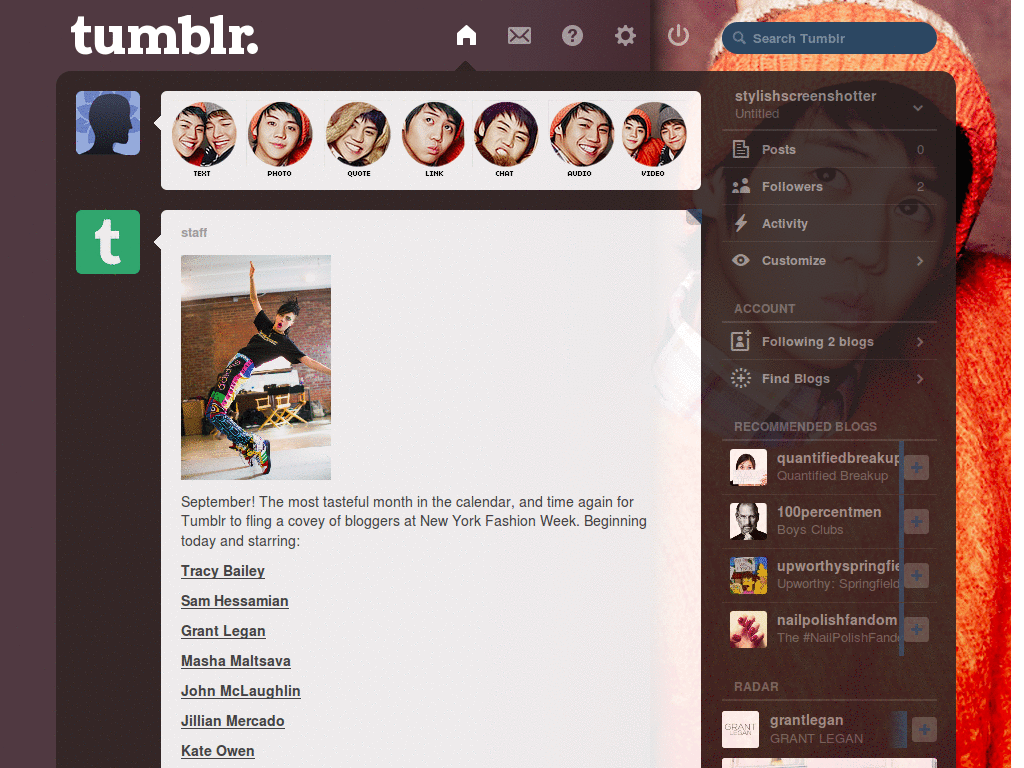 tumblr.
Search Tumblr
TEXT
PHOTO
QUOTE
LINK
CHAT
AUDIO
VIDEO
stylishscreenshotter
Untitled
Posts 0
Followers 2
Activity
Customize
ACCOUNT
Following 2 blogs
Find Blogs
RECOMMENDED BLOGS
quantifiedbreakup
Quantified Breakup
100percentmen
Boys Clubs
upworthyspringfie
Upworthy: Springfield
nailpolishfandom
The #NailPolishFando
RADAR
GRANT
LEGAN
grantlegan
GRANT LEGAN
t
staff
September! The most tasteful month in the calendar, and time again for
Tumblr to fling a covey of bloggers at New York Fashion Week. Beginning
today and starring:
Tracy Bailey
Sam Hessamian
Grant Legan
Masha Maltsava
John McLaughlin
Jillian Mercado
Kate Owen